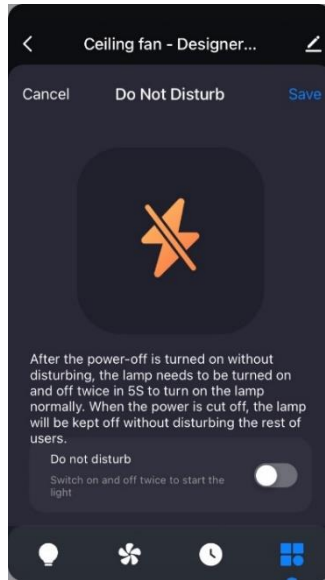 Ceiling fan - Designer...
Cancel Do Not Disturb Save
After the power-off is turned on without
disturbing, the lamp needs to be turned on
and off twice in 5S to turn on the lamp
normally. When the power is cut off, the lamp
will be kept off without disturbing the rest of
users.
Do not disturb
Switch on and off twice to start the
light